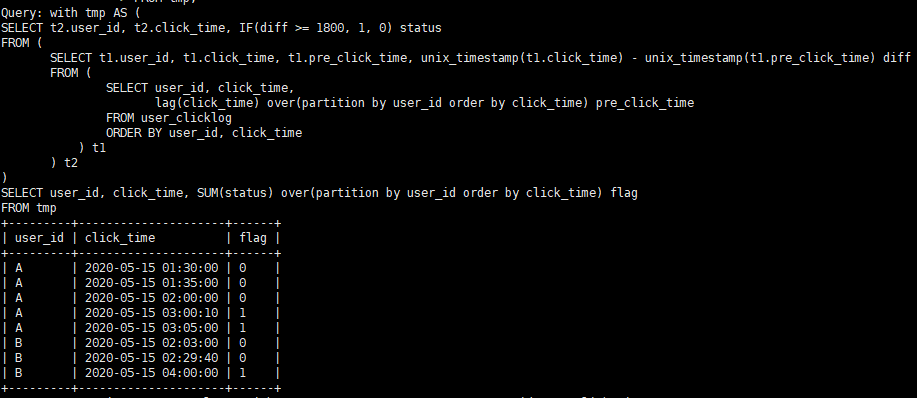 Query: with tmp AS (
SELECT t2.user_id, t2.click_time, IF(diff >= 1800, 1, 0) status
FROM (
       SELECT t1.user_id, t1.click_time, t1.pre_click_time, unix_timestamp(t1.click_time) - unix_timestamp(t1.pre_click_time) diff
       FROM (
               SELECT user_id, click_time,
                      lag(click_time) over(partition by user_id order by click_time) pre_click_time
               FROM user_clicklog
               ORDER BY user_id, click_time
           ) t1
       ) t2
)
SELECT user_id, click_time, SUM(status) over(partition by user_id order by click_time) flag
FROM tmp
+---------+---------------------+------+
| user_id | click_time          | flag |
+---------+---------------------+------+
| A       | 2020-05-15 01:30:00 | 0    |
| A       | 2020-05-15 01:35:00 | 0    |
| A       | 2020-05-15 02:00:00 | 0    |
| A       | 2020-05-15 03:00:10 | 1    |
| A       | 2020-05-15 03:05:00 | 1    |
| B       | 2020-05-15 02:03:00 | 0    |
| B       | 2020-05-15 02:29:40 | 0    |
| B       | 2020-05-15 04:00:00 | 1    |
+---------+---------------------+------+